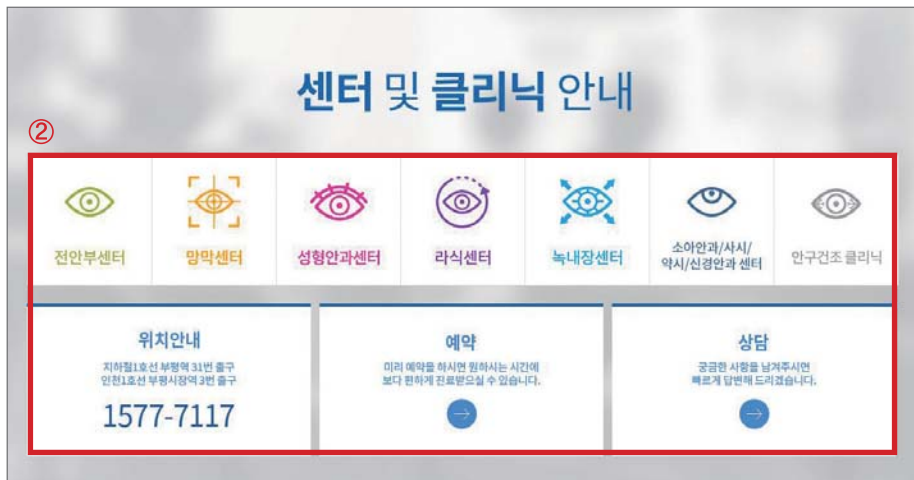 센터 및 클리닉 안내
②
전안부센터
망막센터
성형안과센터
라식센터
녹내장센터
소아안과/사시/
약시/신경안과 센터
안구건조 클리닉
위치안내
지하철1호선 부평역 31번 출구
인천1호선 부평시장역 3번 출구
1577-7117
예약
미리 예약을 하시면 원하시는 시간에
보다 편하게 진료받으실 수 있습니다.
상담
궁금한 사항을 남겨주시면
빠르게 답변해 드리겠습니다.